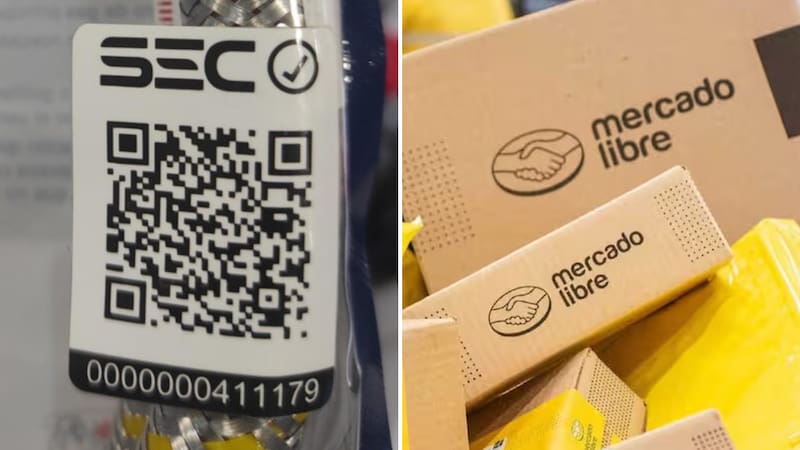 SEC
0000000411179
mercado
libre
mercado
libre